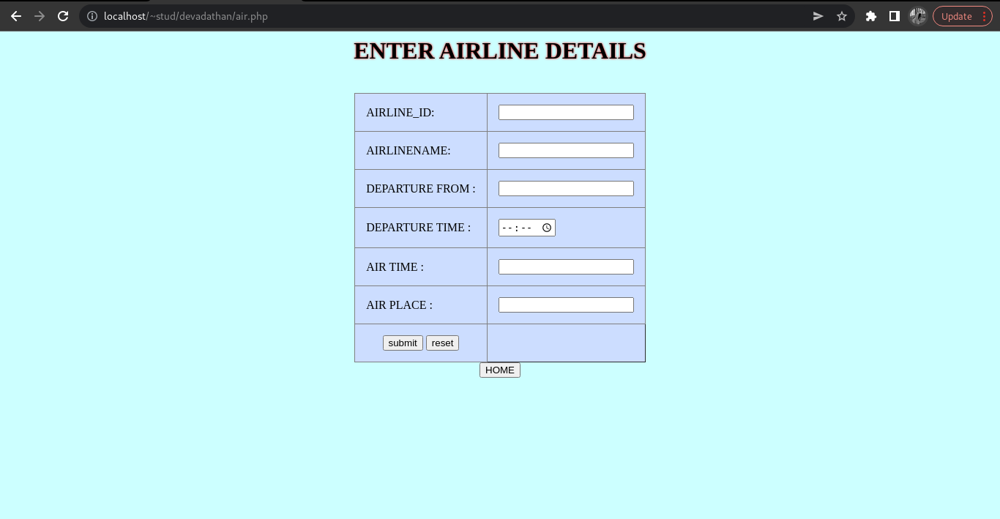 localhost/~stud/devadathan/air.php
Update
ENTER AIRLINE DETAILS
AIRLINE_ID:
AIRLINENAME:
DEPARTURE FROM :
DEPARTURE TIME : --:--
AIR TIME :
AIR PLACE :
submit reset
HOME